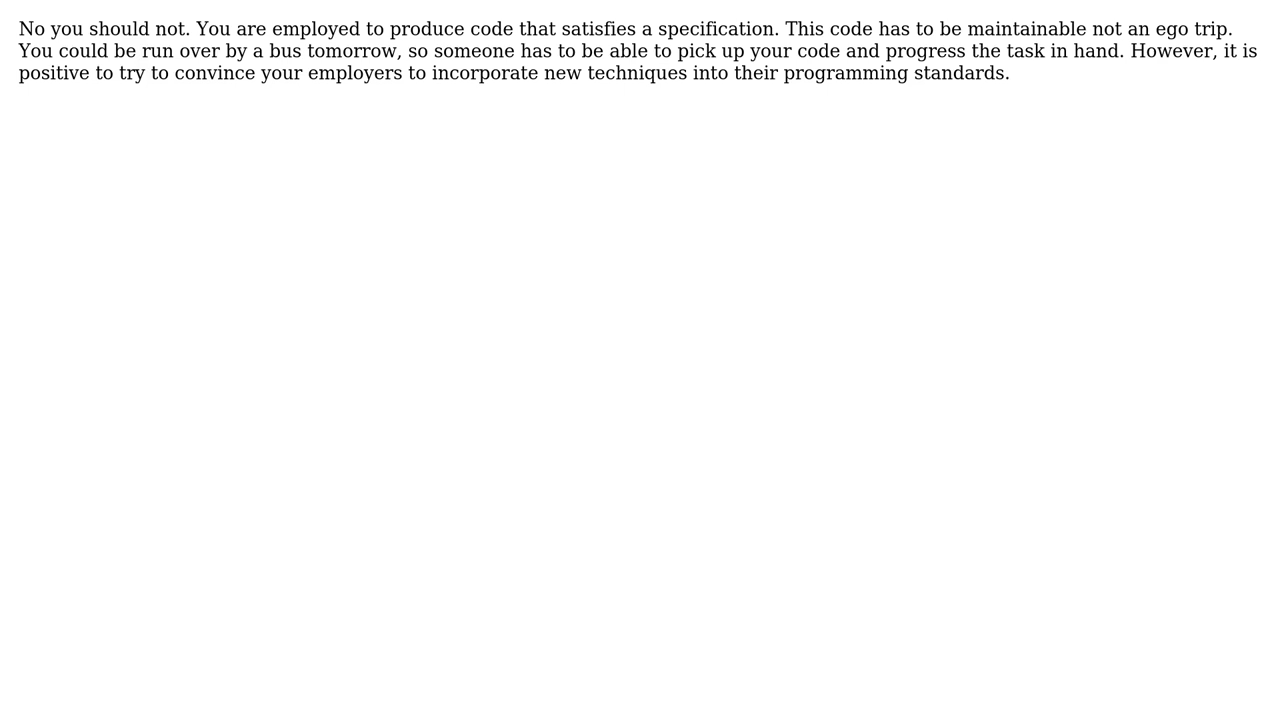 No you should not. You are employed to produce code that satisfies a specification. This code has to be maintainable not an ego trip.
You could be run over by a bus tomorrow, so someone has to be able to pick up your code and progress the task in hand. However, it is
positive to try to convince your employers to incorporate new techniques into their programming standards.